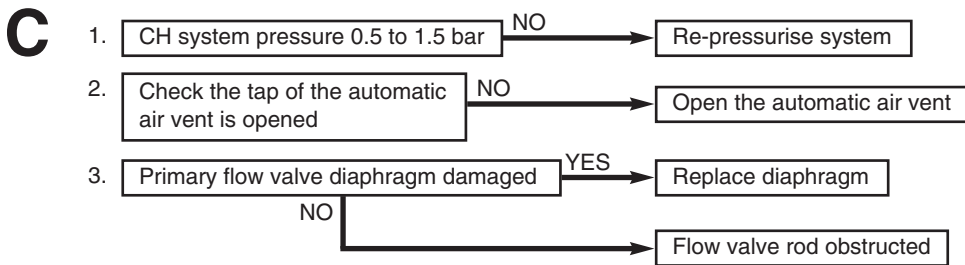 C
1. CH system pressure 0.5 to 1.5 bar NO Re-pressurise system
2. Check the tap of the automatic
air vent is opened NO Open the automatic air vent
3. Primary flow valve diaphragm damaged YES Replace diaphragm
NO Flow valve rod obstructed